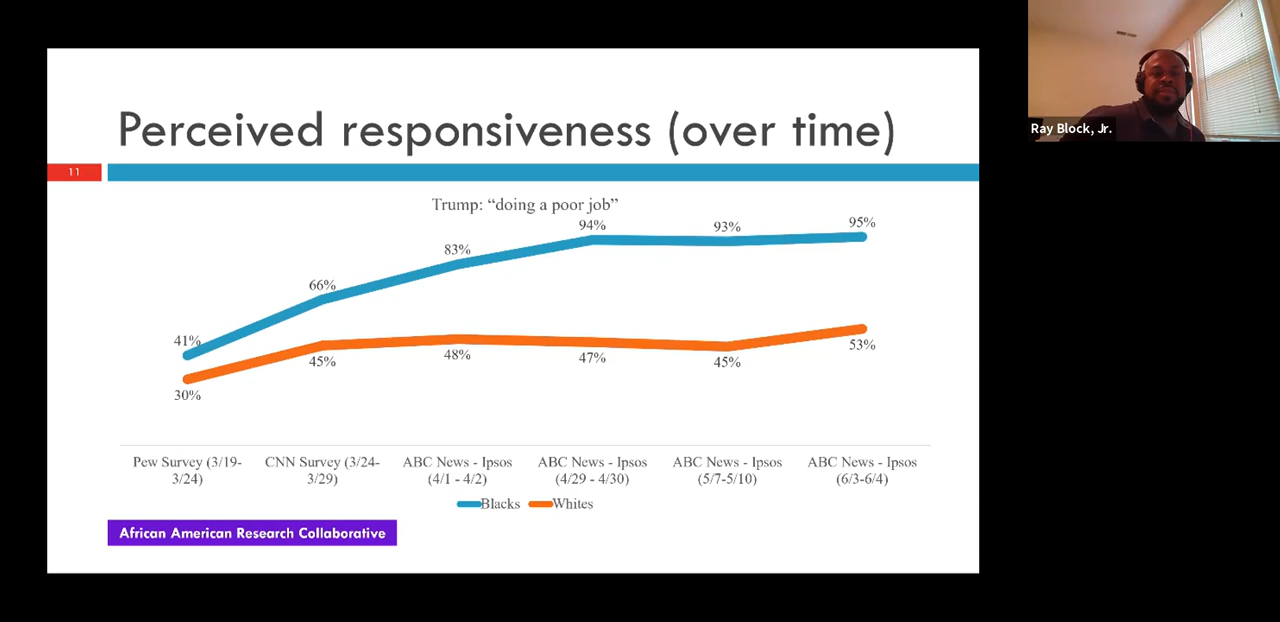 Perceived responsiveness (over time)
11
Trump: “doing a poor job”
41%
66%
83%
94%
93%
95%
30%
45%
48%
47%
45%
53%
Pew Survey (3/19-
3/24)
CNN Survey (3/24-
3/29)
ABC News - Ipsos
(4/1 - 4/2)
ABC News - Ipsos
(4/29 - 4/30)
ABC News - Ipsos
(5/7-5/10)
ABC News - Ipsos
(6/3-6/4)
Blacks Whites
African American Research Collaborative
Ray Block, Jr.